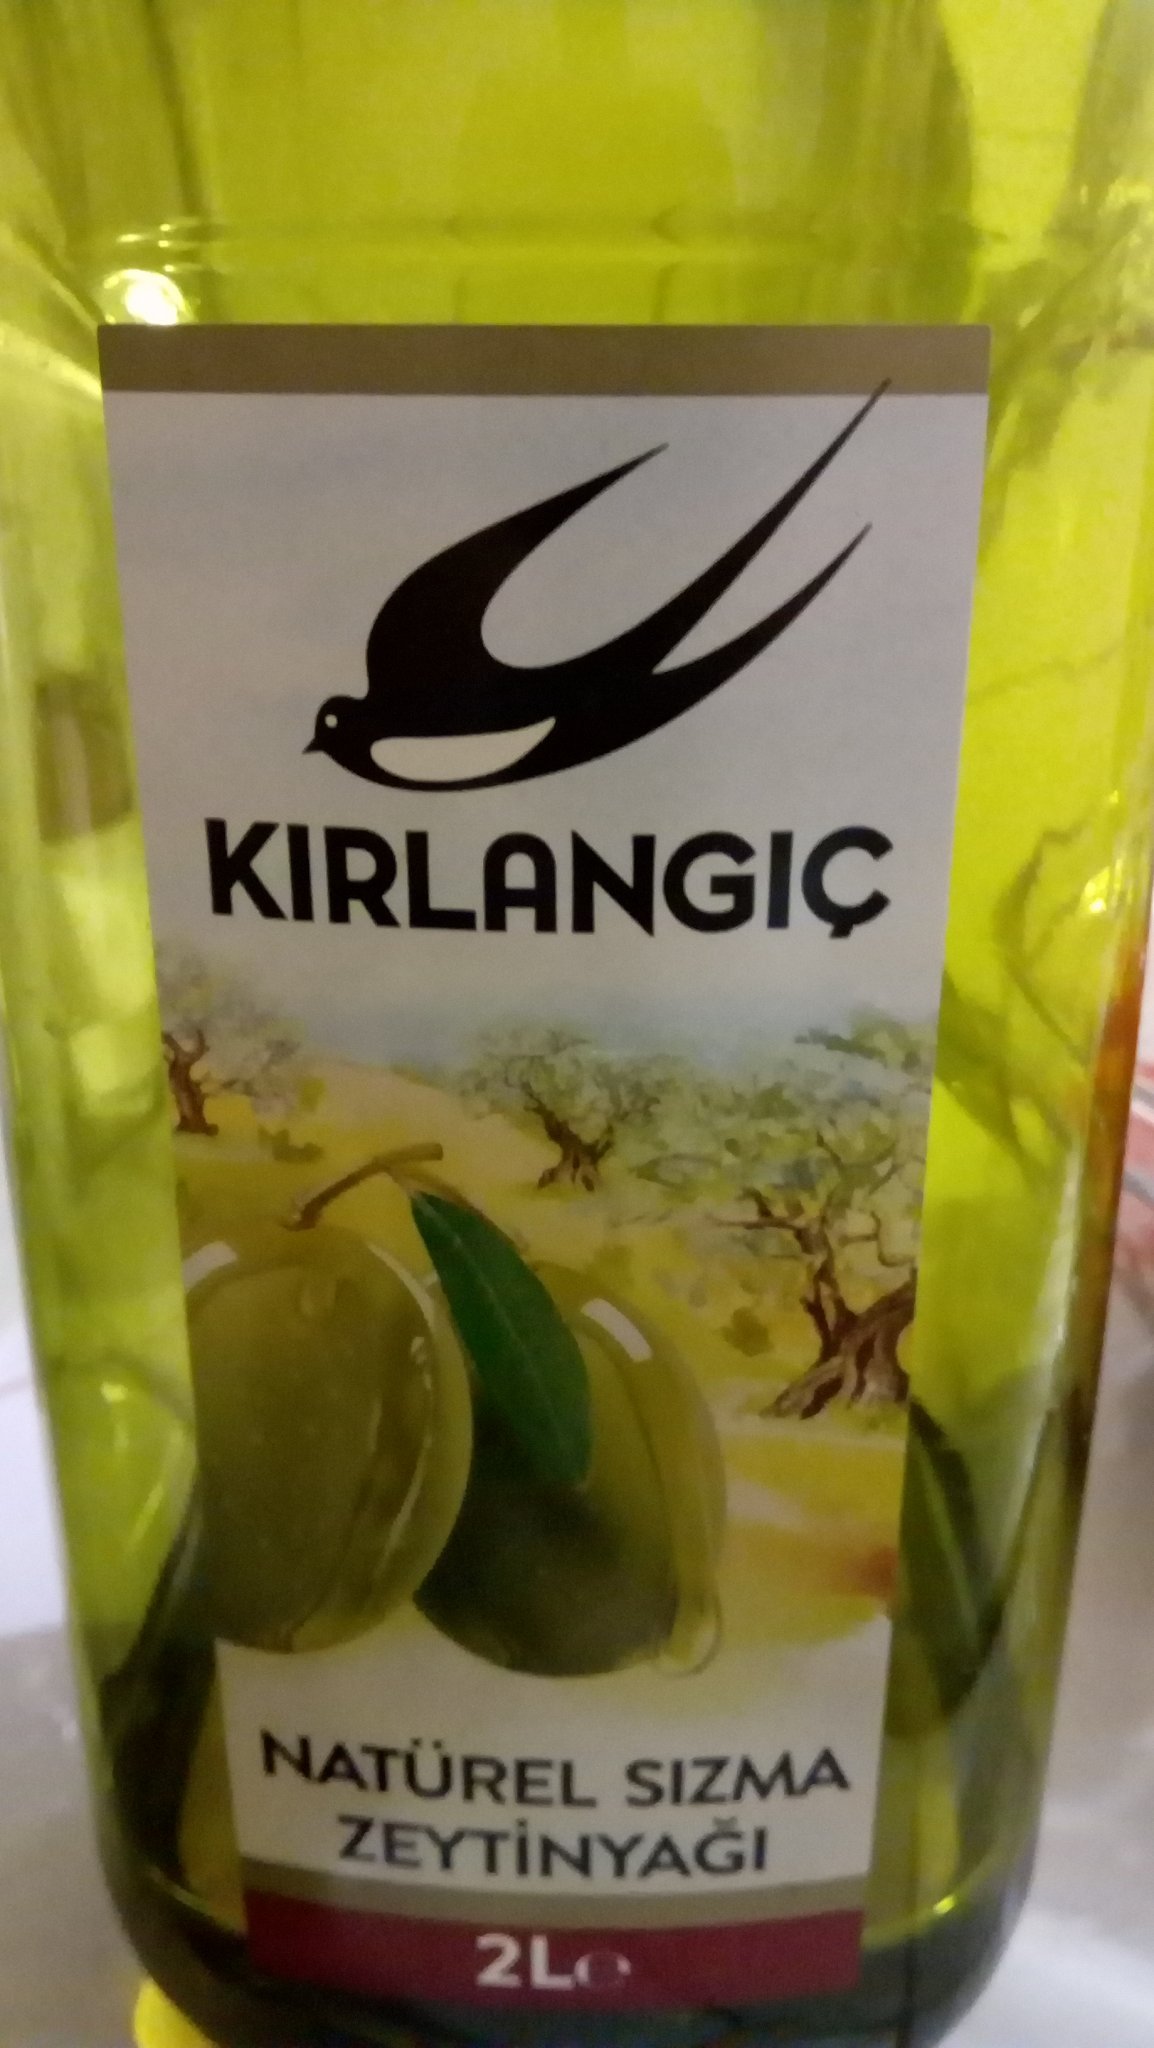 KIRLANGIÇ
NATÜREL SIZMA
ZEYTİNYAĞI
2L℮